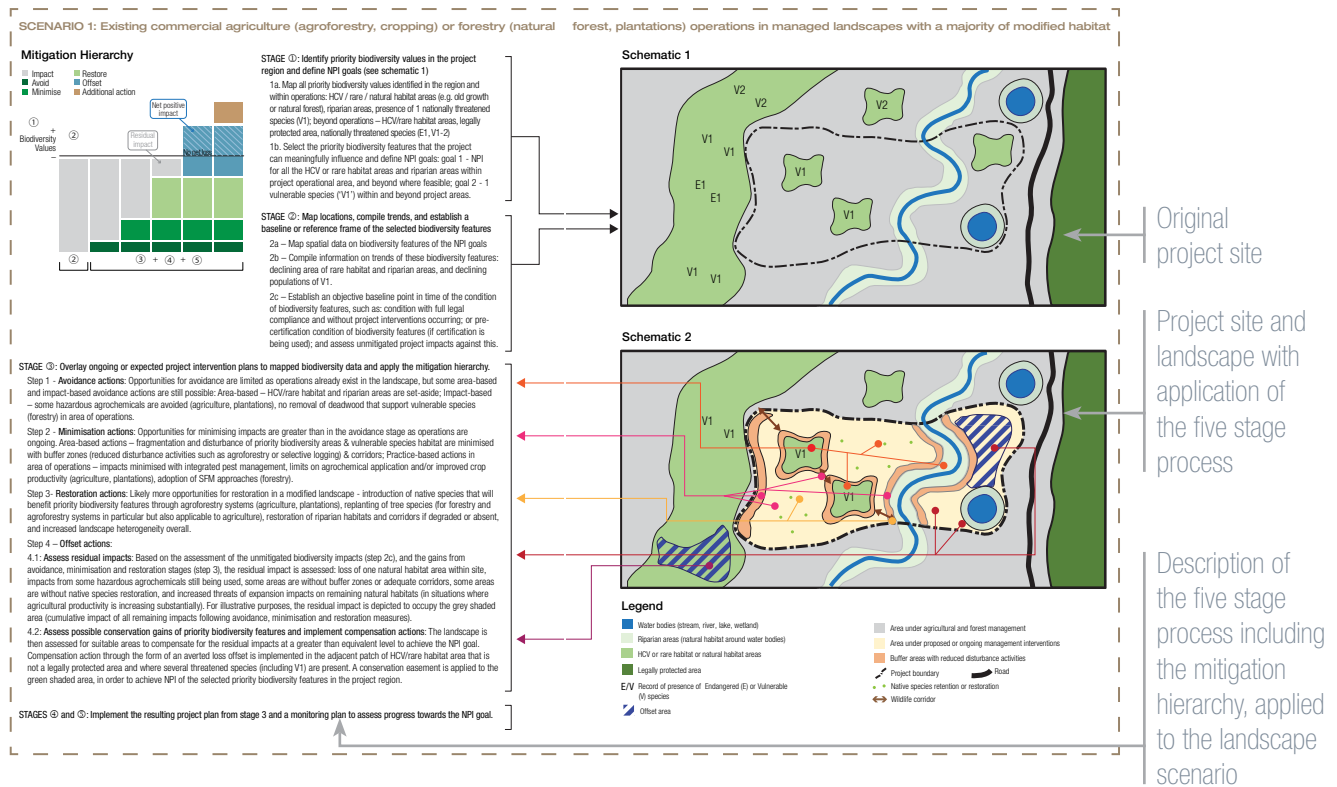 SCENARIO 1: Existing commercial agriculture (agroforestry, cropping) or forestry (natural forest, plantations) operations in managed landscapes with a majority of modified habitat
Mitigation Hierarchy
Impact
Avoid
Minimise
Restore
Offset
Additional action
Net positive
impact
Residual
impact
No net loss
①
+
Biodiversity
Values
–
②
② ③ + ④ + ⑤
STAGE ①: Identify priority biodiversity values in the project
region and define NPI goals (see schematic 1)
1a. Map all priority biodiversity values identified in the region and
within operations: HCV / rare / natural habitat areas (e.g. old growth
or natural forest), riparian areas, presence of 1 nationally threatened
species (V1); beyond operations – HCV/rare habitat areas, legally
protected area, nationally threatened species (E1, V1-2)
1b. Select the priority biodiversity features that the project
can meaningfully influence and define NPI goals: goal 1 - NPI
for all the HCV or rare habitat areas and riparian areas within
project operational area, and beyond where feasible; goal 2 - 1
vulnerable species ('V1') within and beyond project areas.
STAGE ②: Map locations, compile trends, and establish a
baseline or reference frame of the selected biodiversity features
2a – Map spatial data on biodiversity features of the NPI goals
2b – Compile information on trends of these biodiversity features:
declining area of rare habitat and riparian areas, and declining
populations of V1.
2c – Establish an objective baseline point in time of the condition
of biodiversity features, such as: condition with full legal
compliance and without project interventions occurring; or pre-
certification condition of biodiversity features (if certification is
being used); and assess unmitigated project impacts against this.
STAGE ③: Overlay ongoing or expected project intervention plans to mapped biodiversity data and apply the mitigation hierarchy.
Step 1 - Avoidance actions: Opportunities for avoidance are limited as operations already exist in the landscape, but some area-based
and impact-based avoidance actions are still possible: Area-based – HCV/rare habitat and riparian areas are set-aside; Impact-based
– some hazardous agrochemicals are avoided (agriculture, plantations), no removal of deadwood that support vulnerable species
(forestry) in area of operations.
Step 2 - Minimisation actions: Opportunities for minimising impacts are greater than in the avoidance stage as operations are
ongoing. Area-based actions – fragmentation and disturbance of priority biodiversity areas & vulnerable species habitat are minimised
with buffer zones (reduced disturbance activities such as agroforestry or selective logging) & corridors; Practice-based actions in
area of operations – impacts minimised with integrated pest management, limits on agrochemical application and/or improved crop
productivity (agriculture, plantations), adoption of SFM approaches (forestry).
Step 3- Restoration actions: Likely more opportunities for restoration in a modified landscape - introduction of native species that will
benefit priority biodiversity features through agroforestry systems (agriculture, plantations), replanting of tree species (for forestry and
agroforestry systems in particular but also applicable to agriculture), restoration of riparian habitats and corridors if degraded or absent,
and increased landscape heterogeneity overall.
Step 4 – Offset actions:
4.1: Assess residual impacts: Based on the assessment of the unmitigated biodiversity impacts (step 2c), and the gains from
avoidance, minimisation and restoration stages (step 3), the residual impact is assessed: loss of one natural habitat area within site,
impacts from some hazardous agrochemicals still being used, some areas are without buffer zones or adequate corridors, some areas
are without native species restoration, and increased threats of expansion impacts on remaining natural habitats (in situations where
agricultural productivity is increasing substantially). For illustrative purposes, the residual impact is depicted to occupy the grey shaded
area (cumulative impact of all remaining impacts following avoidance, minimisation and restoration measures).
4.2: Assess possible conservation gains of priority biodiversity features and implement compensation actions: The landscape is
then assessed for suitable areas to compensate for the residual impacts at a greater than equivalent level to achieve the NPI goal.
Compensation action through the form of an averted loss offset is implemented in the adjacent patch of HCV/rare habitat area that is
not a legally protected area and where several threatened species (including V1) are present. A conservation easement is applied to the
green shaded area, in order to achieve NPI of the selected priority biodiversity features in the project region.
STAGES ④ and ⑤: Implement the resulting project plan from stage 3 and a monitoring plan to assess progress towards the NPI goal.
Schematic 1
V2
V2
V2
V1
V1
V1
E1
E1
V1
V1
V1
Schematic 2
V1
V1
V1
V1
Legend
Water bodies (stream, river, lake, wetland)
Riparian areas (natural habitat around water bodies)
HCV or rare habitat or natural habitat areas
Legally protected area
E/V Record of presence of Endangered (E) or Vulnerable
(V) species
Offset area
Area under agricultural and forest management
Area under proposed or ongoing management interventions
Buffer areas with reduced disturbance activities
Project boundary
Road
Native species retention or restoration
Wildlife corridor
Original
project site
Project site and
landscape with
application of
the five stage
process
Description of
the five stage
process including
the mitigation
hierarchy, applied
to the landscape
scenario